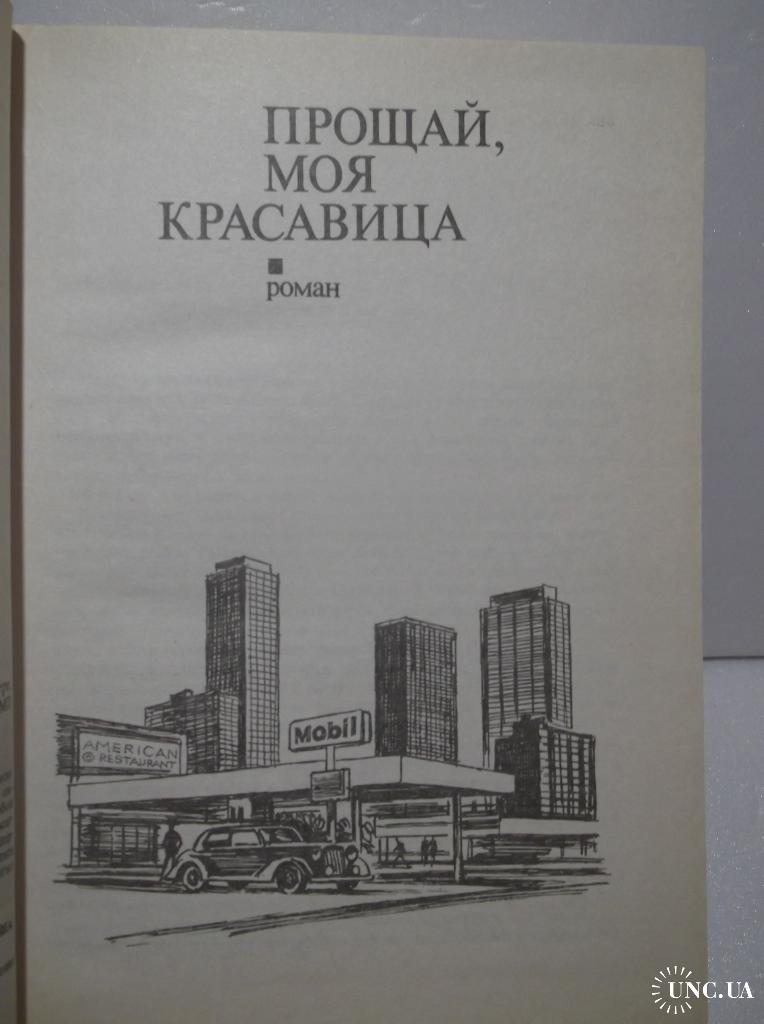 ПРОЩАЙ,
МОЯ
КРАСАВИЦА
роман
Mobil
AMERICAN
RESTAURANT
UNC.UA